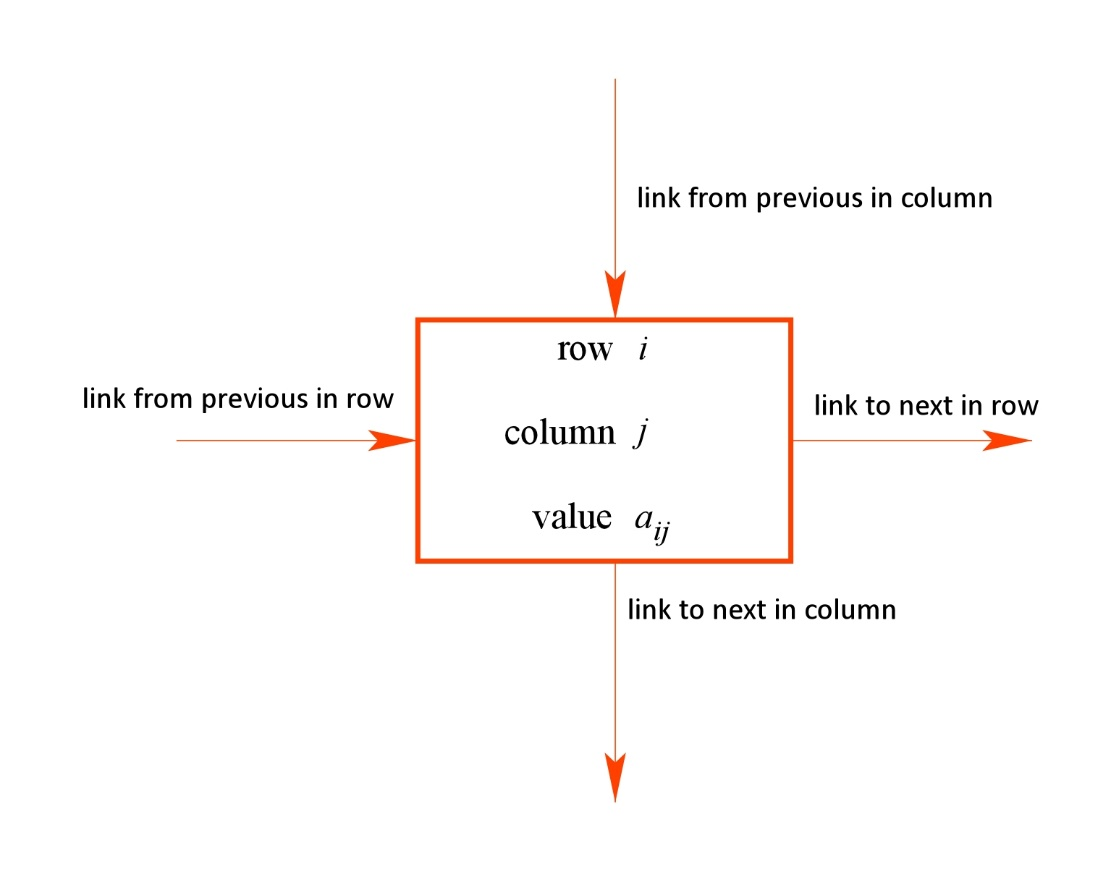 link from previous in column
row i
link from previous in row
link to next in row
column j
value aij
link to next in column